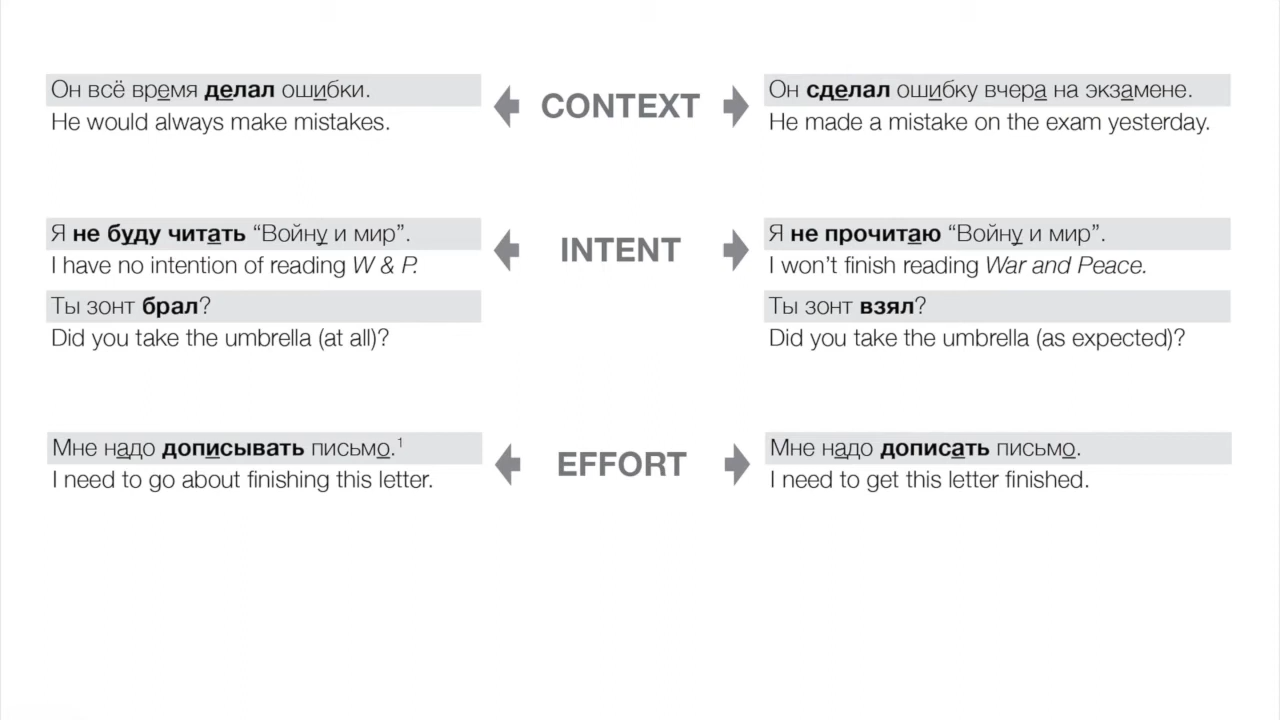 Он всё время делал ошибки.
He would always make mistakes.
CONTEXT
Он сделал ошибку вчера на экзамене.
He made a mistake on the exam yesterday.
Я не буду читать “Войну и мир”.
I have no intention of reading W & P.
INTENT
Я не прочитаю “Войну и мир”.
I won’t finish reading War and Peace.
Ты зонт брал?
Did you take the umbrella (at all)?
Ты зонт взял?
Did you take the umbrella (as expected)?
Мне надо дописывать письмо.¹
I need to go about finishing this letter.
EFFORT
Мне надо дописать письмо.
I need to get this letter finished.